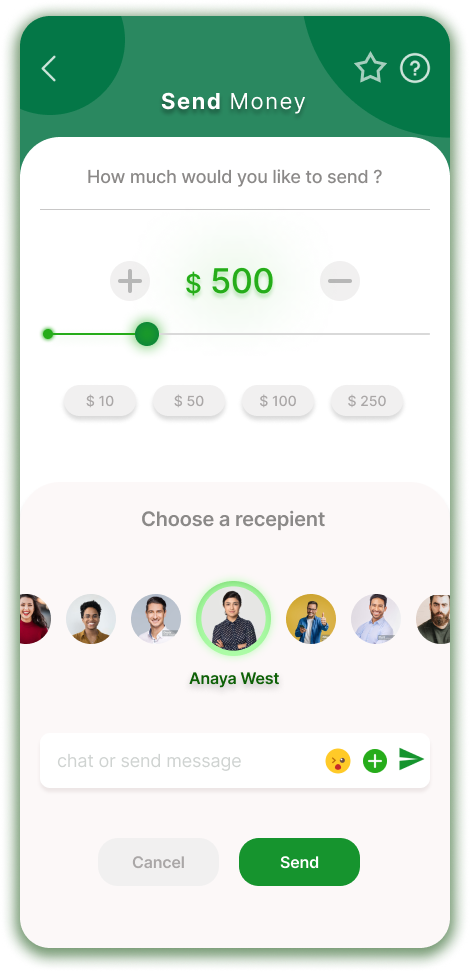 Send Money
How much would you like to send ?
$ 500
$ 10 $ 50 $ 100 $ 250
Choose a recepient
Anaya West
chat or send message
Cancel Send